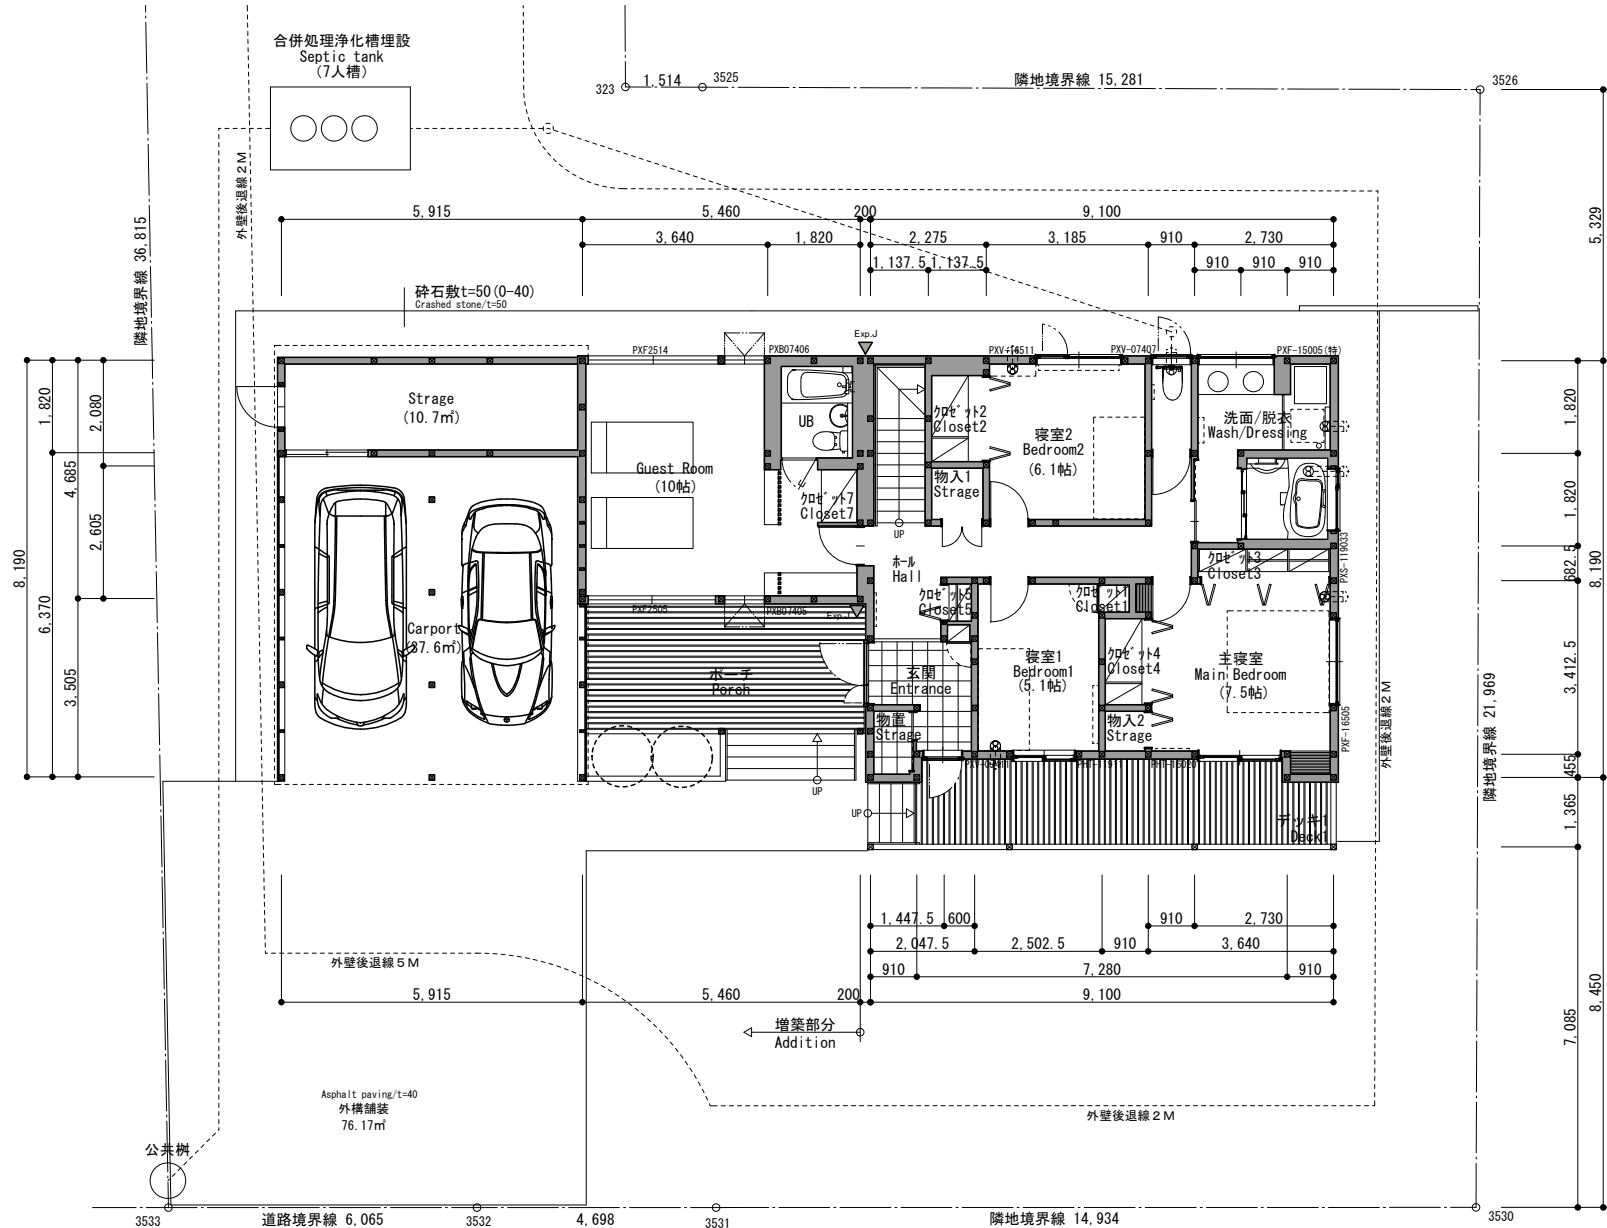 合併処理浄化槽埋設
Septic tank
(7人槽)
323
1,514
3525
隣地境界線 15,281
3526
隣地境界線 36,815
外壁後退線2M
5,915
5,460
200
9,100
3,640
1,820
2,275
3,185
910
2,730
1,137.5
1,137.5
910
910
910
5,329
砕石敷t=50(0-40)
Crashed stone/t=50
Exp.J
PXF2514
PXB07406
PXV-16511
PXV-07407
PXF-15005(特)
Strage
(10.7㎡)
UB
クロゼット2
Closet2
寝室2
Bedroom2
(6.1帖)
洗面/脱衣
Wash/Dressing
Guest Room
(10帖)
クロゼット7
Closet7
物入1
Strage
UP
ホール
Hall
クロゼット3
Closet3
PXS-119033
クロゼット5
Closet5
クロゼット1
Closet1
PXF2505
PXB07405
Exp.J
Carport
(37.6㎡)
ポーチ
Porch
玄関
Entrance
寝室1
Bedroom1
(5.1帖)
クロゼット4
Closet4
主寝室
Main Bedroom
(7.5帖)
物置
Strage
物入2
Strage
PXF-16505
PHT-16020
UP
UP
デッキ1
Deck1
1,820
2,080
4,685
2,605
8,190
6,370
3,505
1,820
1,820
682.5
8,190
3,412.5
455
1,365
隣地境界線 21,969
外壁後退線2M
7,085
8,450
1,447.5
600
910
2,730
2,047.5
2,502.5
910
3,640
910
7,280
910
5,915
5,460
200
9,100
外壁後退線5M
増築部分
Addition
Asphalt paving/t=40
外構舗装
76.17㎡
外壁後退線2M
公共桝
3533
道路境界線 6,065
3532
4,698
3531
隣地境界線 14,934
3530